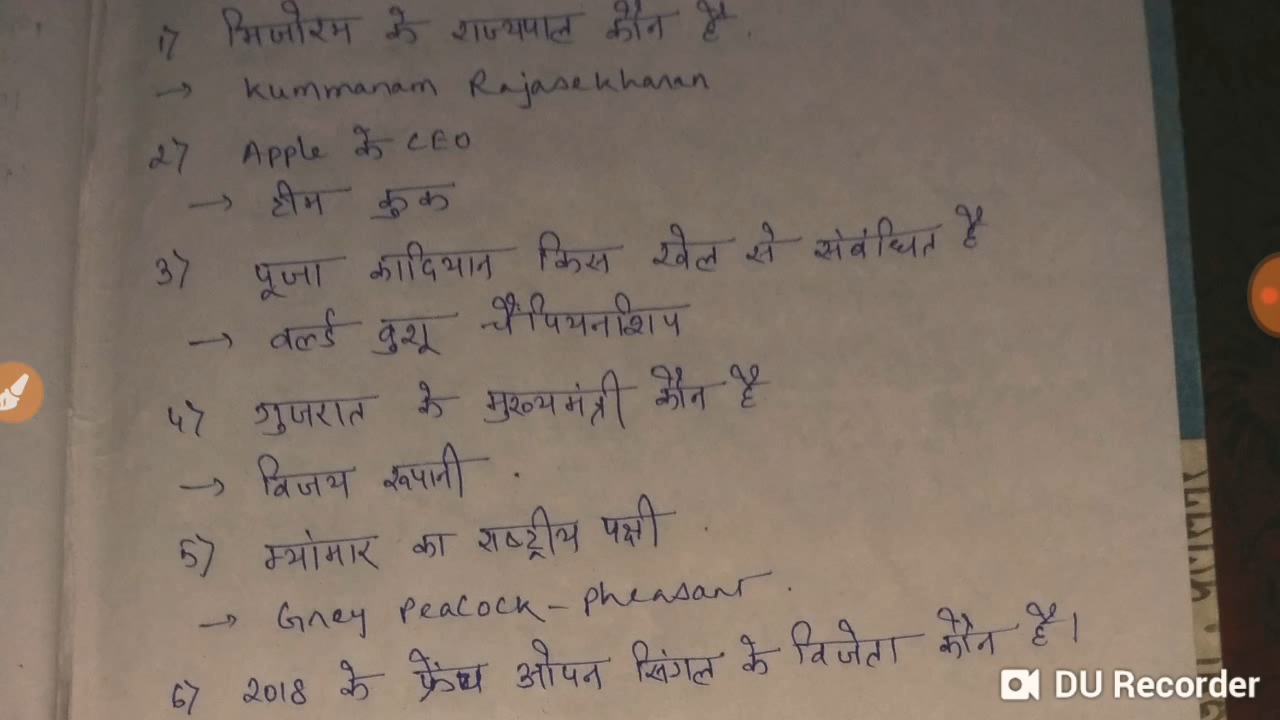 1) मिजोरम के राज्यपाल कौन है.
→ Kummanam Rajasekharan
2) Apple के CEO
→ टीम कुक
3) पूजा कादियान किस खेल से संबंधित है
→ वर्ल्ड वुशू चैंपियनशिप
4) गुजरात के मुख्यमंत्री कौन है
→ विजय रूपानी .
5) म्यांमार का राष्ट्रीय पक्षी .
→ Grey Peacock - Pheasant .
6) 2018 के फ्रेंच ओपन सिंगल के विजेता कौन है।
DU Recorder